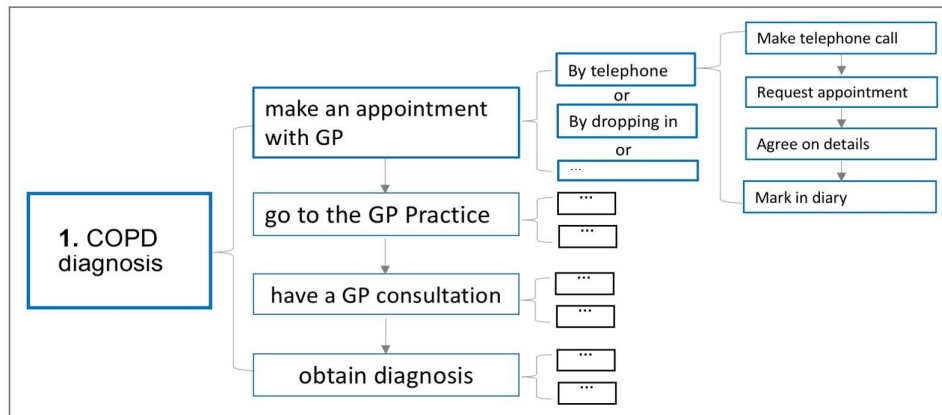 1. COPD
diagnosis
make an appointment
with GP
go to the GP Practice
have a GP consultation
obtain diagnosis
By telephone
or
By dropping in
or
...
...
...
...
...
...
...
Make telephone call
Request appointment
Agree on details
Mark in diary